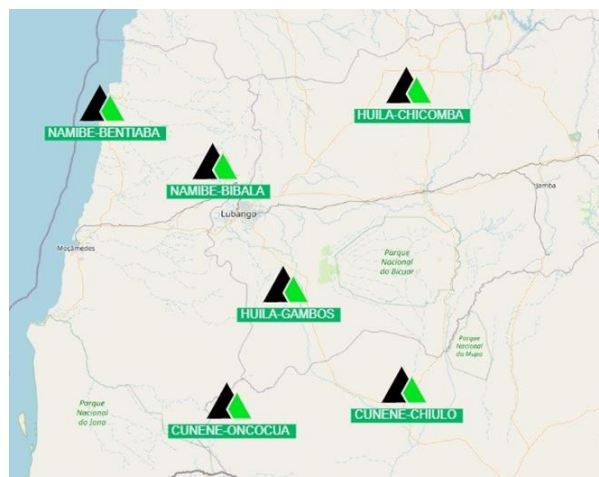 HUILA-CHICOMBA
NAMIBE-BENTIABA
NAMIBE-BIBALA
Jamba
Lubango
Moçâmedes
Parque
Nacional
do Bicuar
HUILA-GAMBOS
Parque
Nacional
do Mupa
Parque
Nacional
do Iona
CUNENE-CHIULO
CUNENE-ONCOCUA